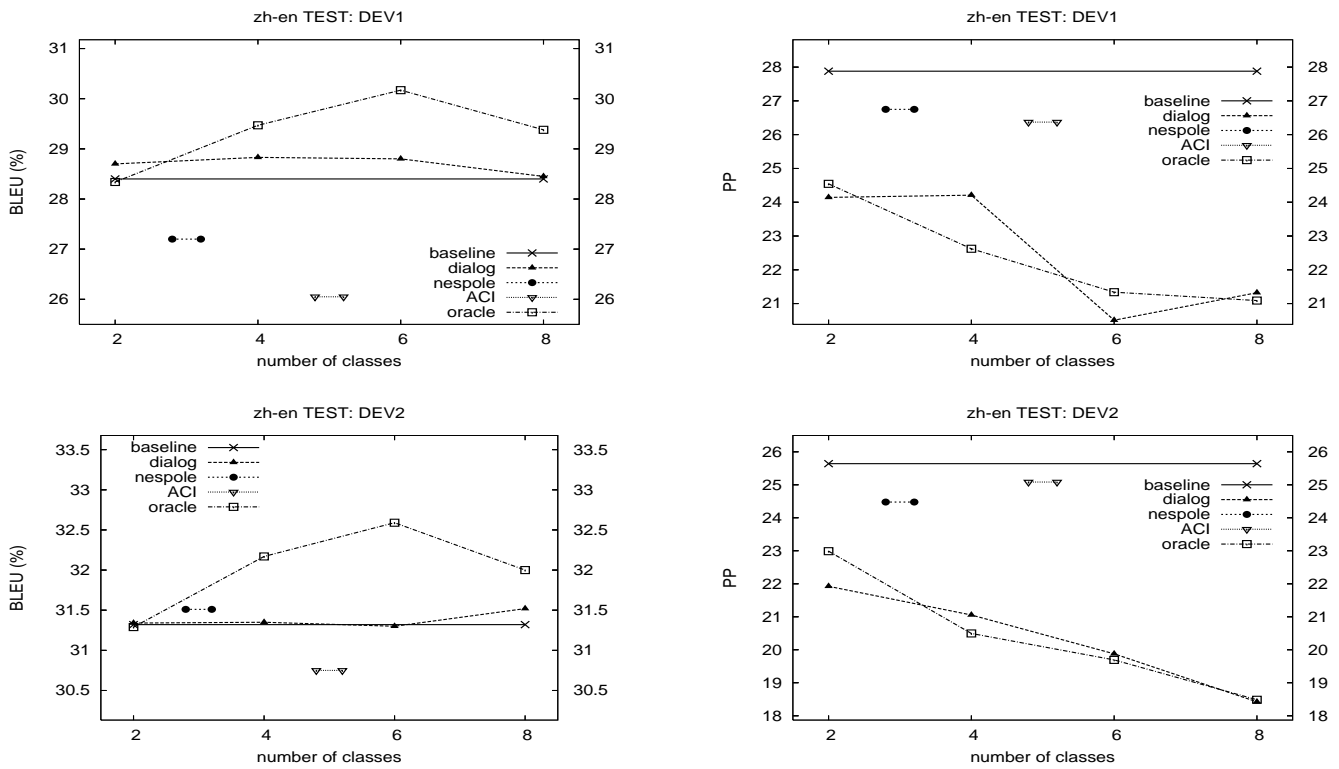 zh-en TEST: DEV1
31 31
30 30
29 29
28 28
27 27
26 26
BLEU (%)
baseline
dialog
nespole
ACI
oracle
2 4 6 8
number of classes
zh-en TEST: DEV1
28 28
27 27
26 26
25 25
24 24
23 23
22 22
21 21
PP
baseline
dialog
nespole
ACI
oracle
2 4 6 8
number of classes
zh-en TEST: DEV2
33.5 33.5
33 33
32.5 32.5
32 32
31.5 31.5
31 31
30.5 30.5
BLEU (%)
baseline
dialog
nespole
ACI
oracle
2 4 6 8
number of classes
zh-en TEST: DEV2
26 26
25 25
24 24
23 23
22 22
21 21
20 20
19 19
18 18
PP
baseline
dialog
nespole
ACI
oracle
2 4 6 8
number of classes